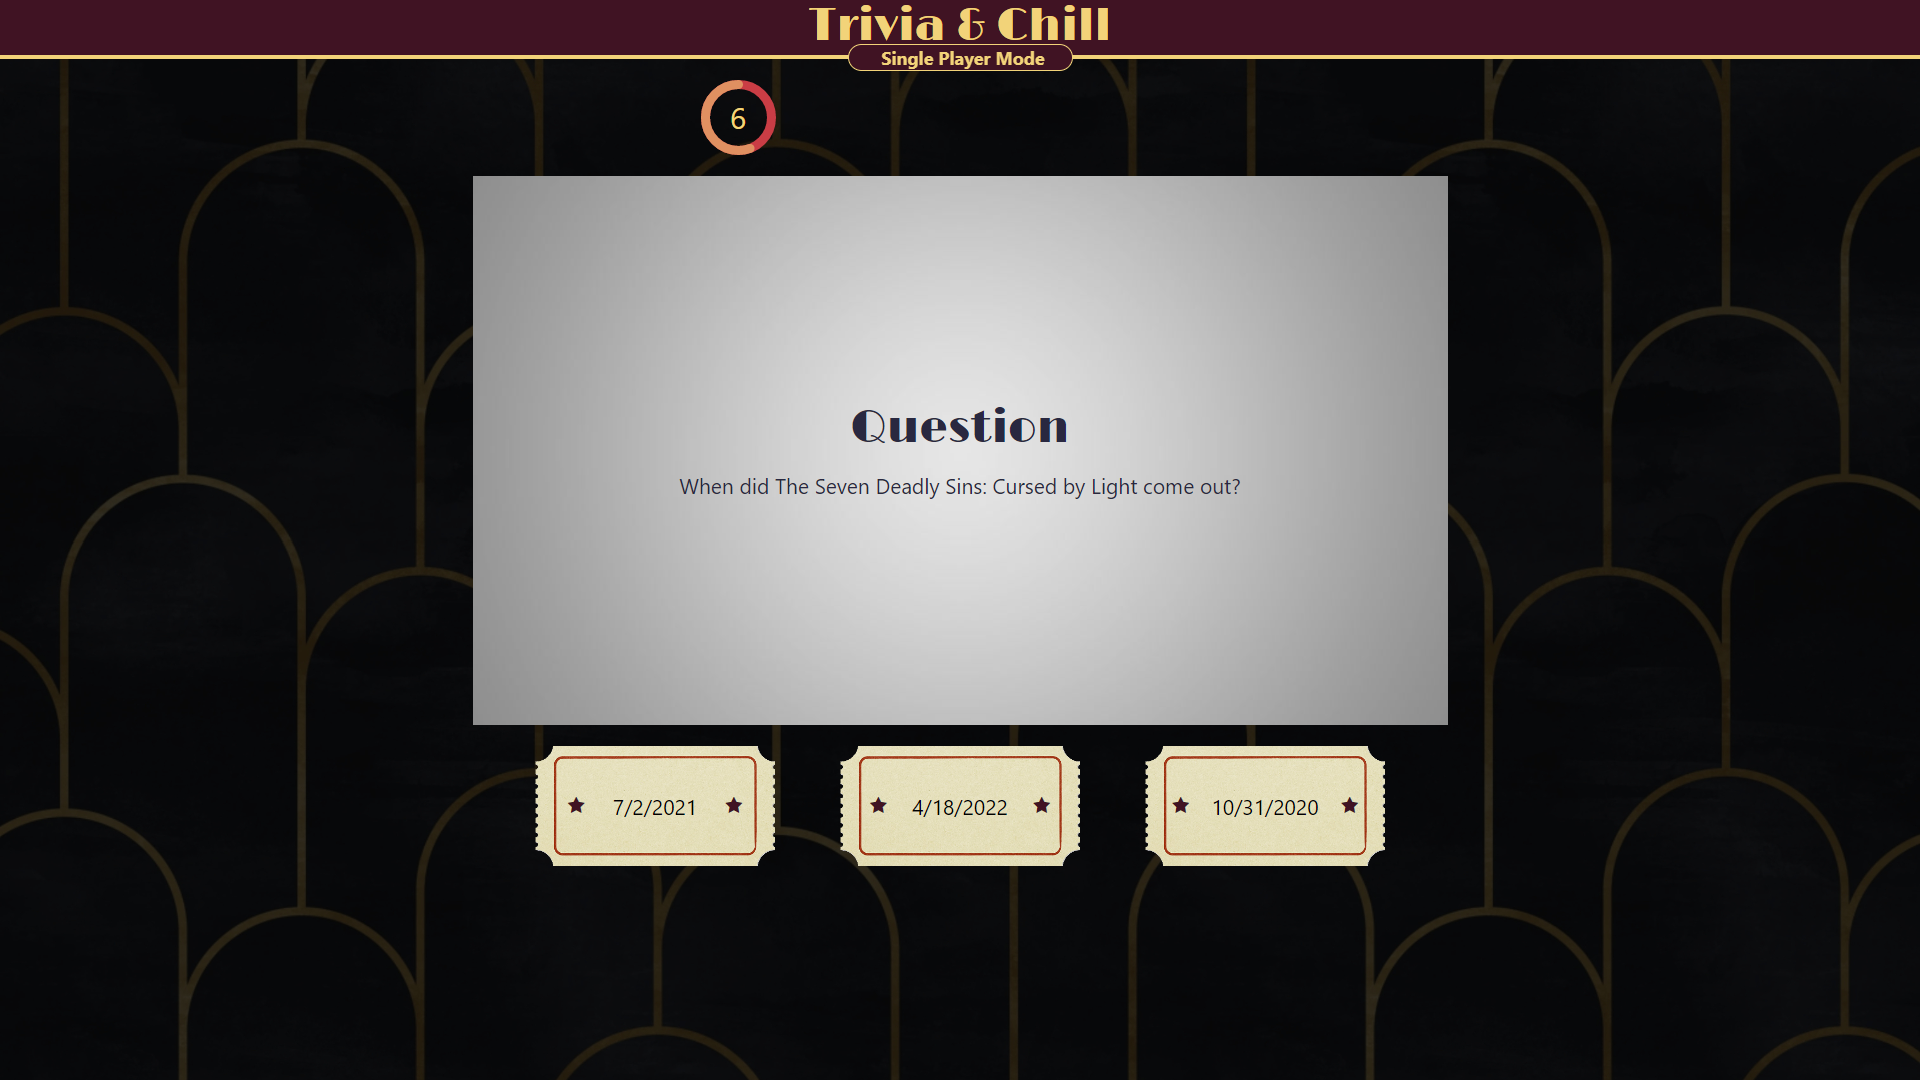 Trivia & Chill
Single Player Mode
6
Question
When did The Seven Deadly Sins: Cursed by Light come out?
7/2/2021
4/18/2022
10/31/2020